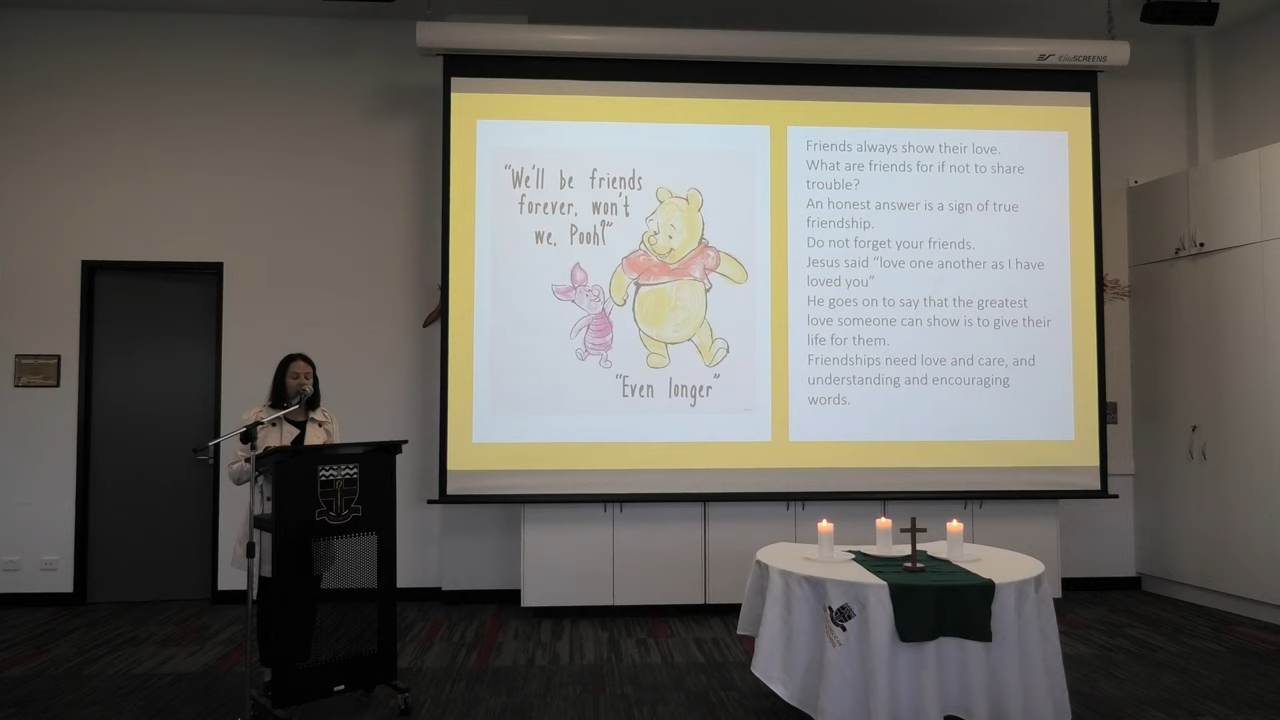 EliteSCREENS
"We'll be friends
forever, won't
we, Pooh?"
"Even longer"
Friends always show their love.
What are friends for if not to share
trouble?
An honest answer is a sign of true
friendship.
Do not forget your friends.
Jesus said "love one another as I have
loved you"
He goes on to say that the greatest
love someone can show is to give their
life for them.
Friendships need love and care, and
understanding and encouraging
words.